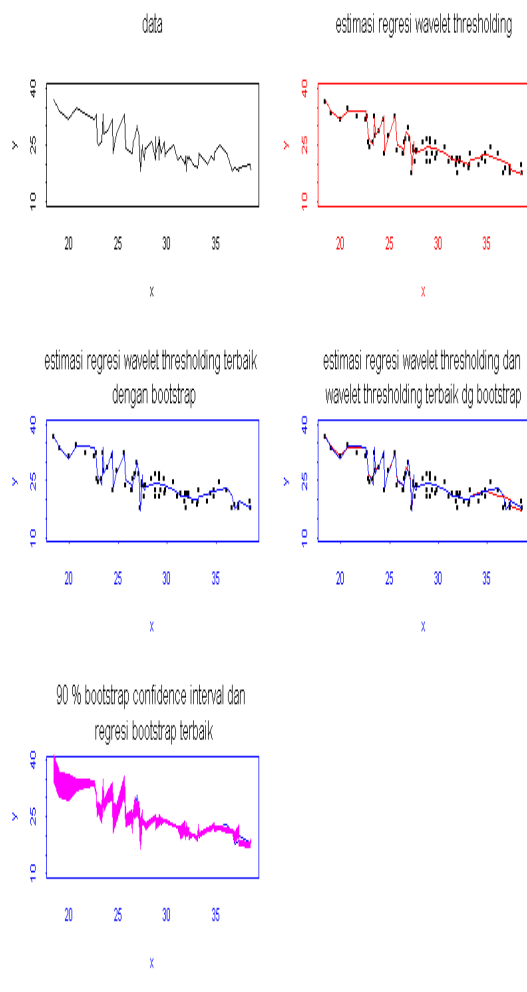 data
40
25
10
Y
20 25 30 35
x
estimasi regresi wavelet thresholding
40
25
10
Y
20 25 30 35
x
estimasi regresi wavelet thresholding terbaik
dengan bootstrap
40
25
10
Y
20 25 30 35
x
estimasi regresi wavelet thresholding dan
wavelet thresholding terbaik dg bootstrap
40
25
10
Y
20 25 30 35
x
90 % bootstrap confidence interval dan
regresi bootstrap terbaik
40
25
10
Y
20 25 30 35
x